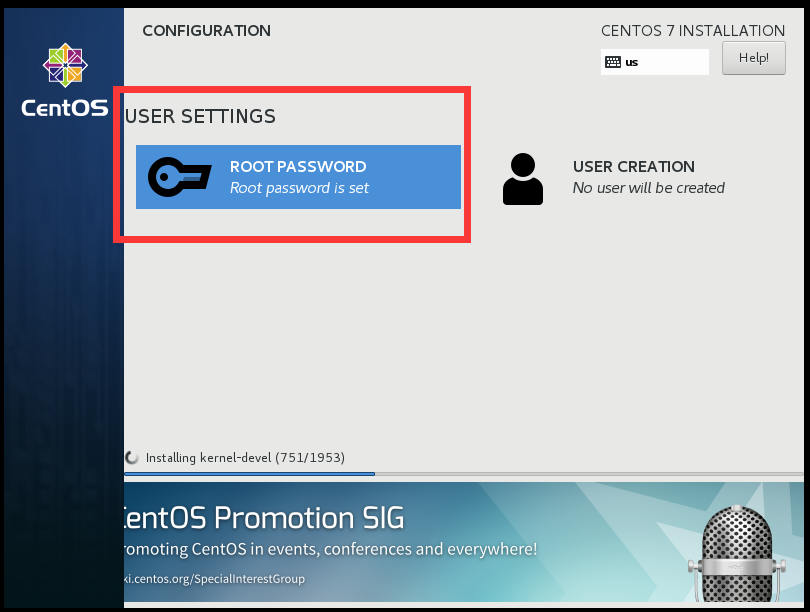 CentOS
CONFIGURATION
CENTOS 7 INSTALLATION
us
Help!
USER SETTINGS
ROOT PASSWORD
Root password is set
USER CREATION
No user will be created
Installing kernel-devel (751/1953)
CentOS Promotion SIG
romoting CentOS in events, conferences and everywhere!
ki.centos.org/SpecialInterestGroup